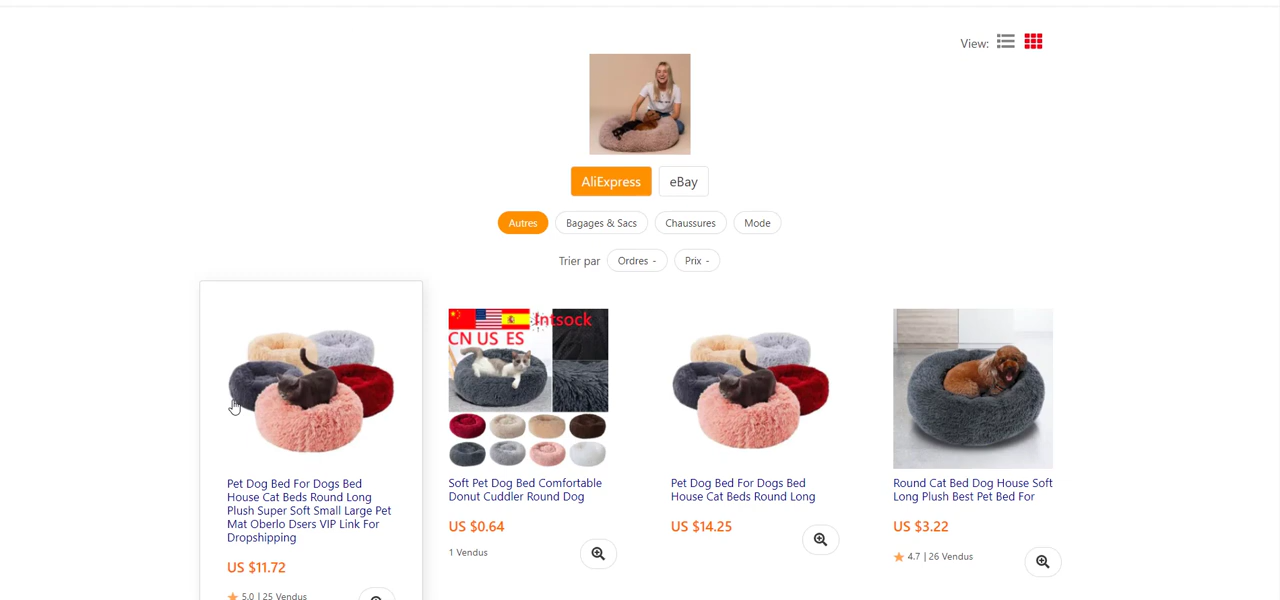 View:
AliExpress
eBay
Autres
Bagages & Sacs
Chaussures
Mode
Trier par
Ordres -
Prix -
Pet Dog Bed For Dogs Bed
House Cat Beds Round Long
Plush Super Soft Small Large Pet
Mat Oberlo Dsers VIP Link For
Dropshipping
US $11.72
5.0 | 25 Vendus
Intsock
CN US ES
Soft Pet Dog Bed Comfortable
Donut Cuddler Round Dog
US $0.64
1 Vendus
Pet Dog Bed For Dogs Bed
House Cat Beds Round Long
US $14.25
Round Cat Bed Dog House Soft
Long Plush Best Pet Bed For
US $3.22
4.7 | 26 Vendus